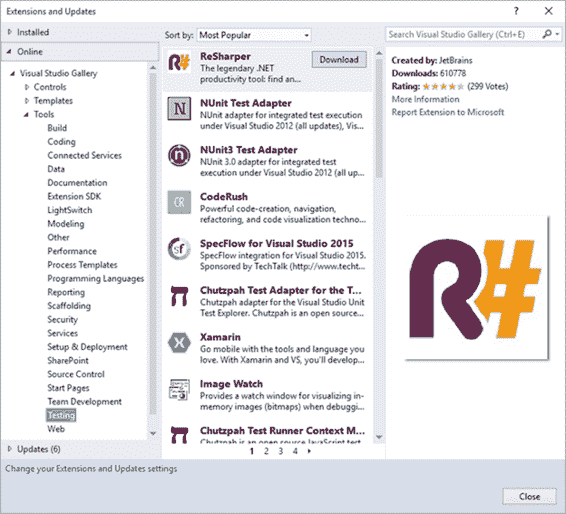 Extensions and Updates
? ×
Installed
Online
Visual Studio Gallery
Controls
Templates
Tools
Build
Coding
Connected Services
Data
Documentation
Extension SDK
LightSwitch
Modeling
Other
Performance
Process Templates
Programming Languages
Reporting
Scaffolding
Security
Services
Setup & Deployment
SharePoint
Source Control
Start Pages
Team Development
Testing
Web
Updates (6)
Sort by: Most Popular
ReSharper
The legendary .NET
productivity tool: find an...
Download
NUnit Test Adapter
NUnit adapter for integrated test execution
under Visual Studio 2012 (all updates), Vis...
NUnit3 Test Adapter
NUnit 3.0 adapter for integrated test
execution under Visual Studio 2012 (all up...
CR
CodeRush
Powerful code-creation, navigation,
refactoring, and code visualization techno...
sf
SpecFlow for Visual Studio 2015
SpecFlow integration for Visual Studio 2015.
Sponsored by TechTalk (http://www.techt...
Chutzpah Test Adapter for the T...
Chutzpah adapter for the Visual Studio Unit
Test Explorer. Chutzpah is an open source...
Xamarin
Go mobile with the tools and language you
love. With Xamarin and VS, you'll develop...
Image Watch
Provides a watch window for visualizing in-
memory images (bitmaps) when debuggi...
Chutzpah Test Runner Context M...
Chutzpah is an open source JavaScript test
1 2 3 4
Search Visual Studio Gallery (Ctrl+E)
Created by: JetBrains
Downloads: 610778
Rating: (299 Votes)
More Information
Report Extension to Microsoft
R#
Change your Extensions and Updates settings
Close